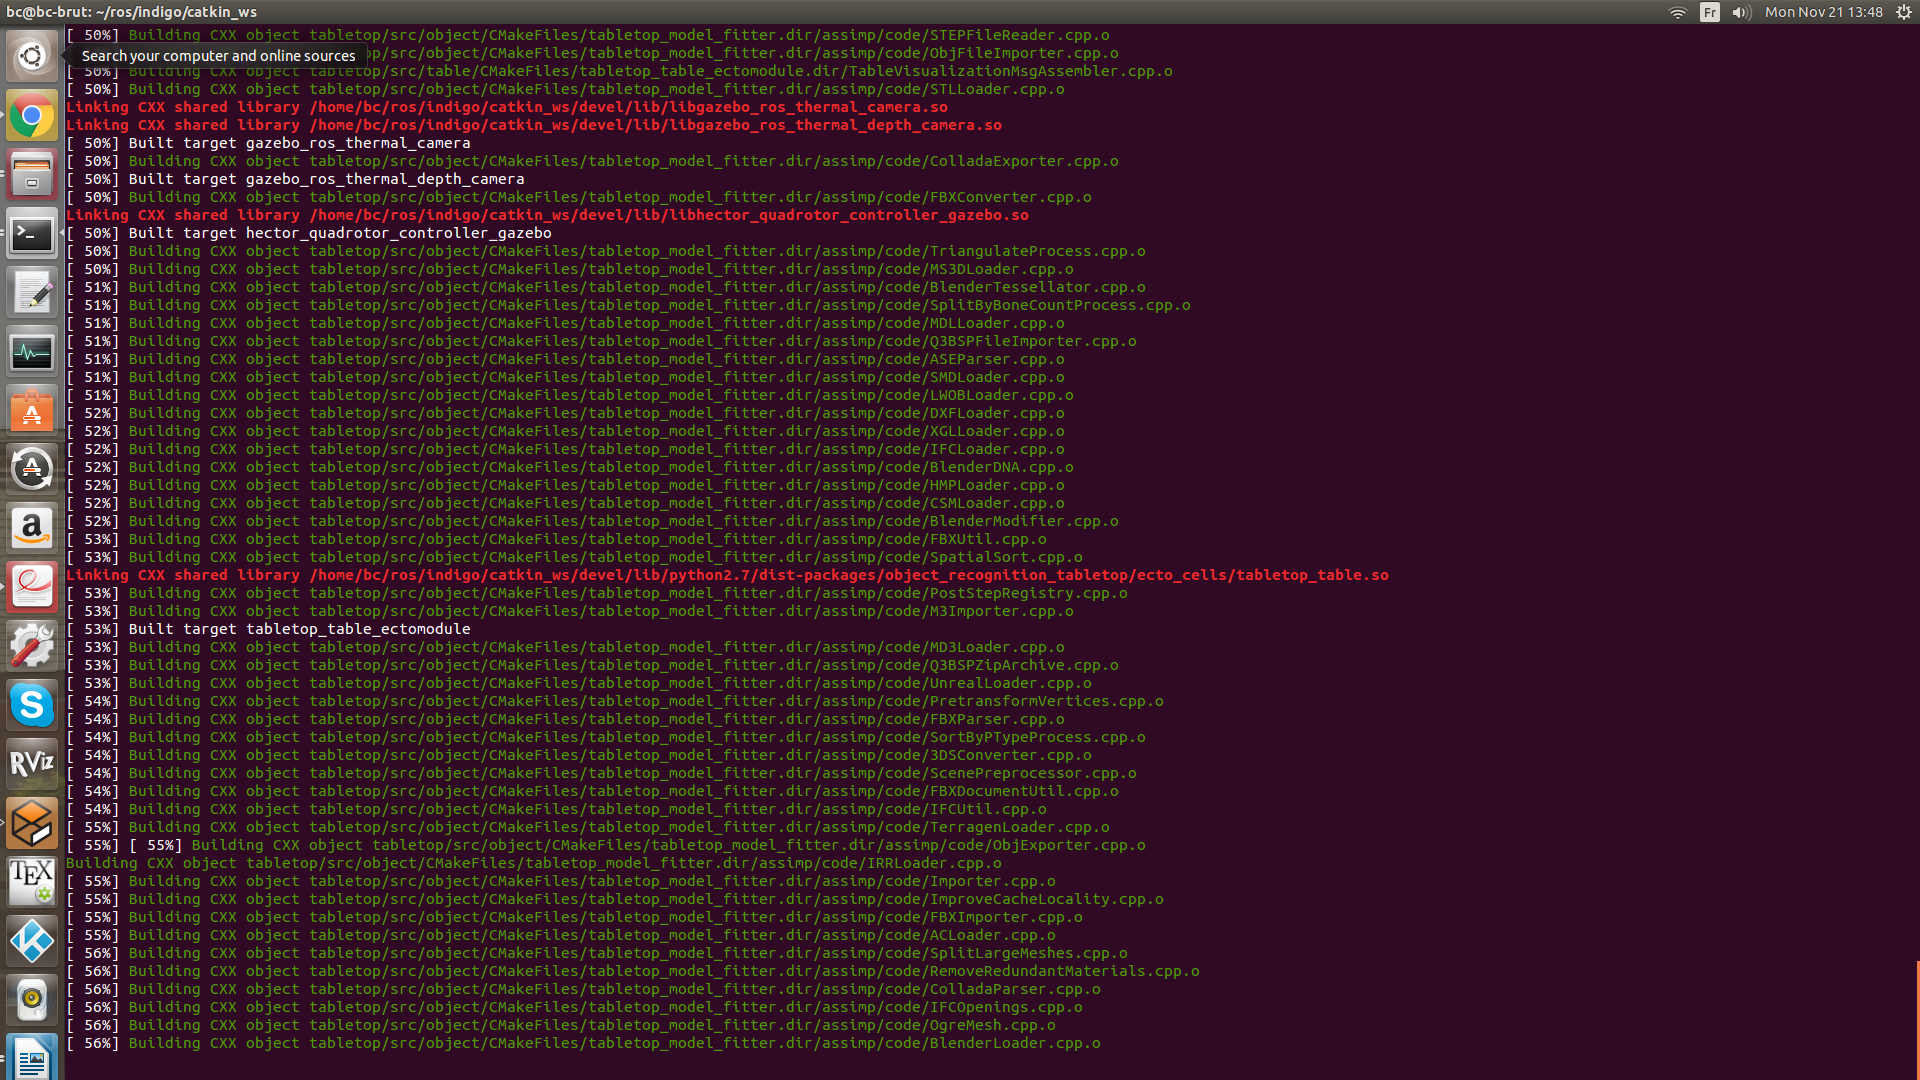 bc@bc-brut: ~/ros/indigo/catkin_ws
Fr
Mon Nov 21 13:48
[ 50%] Building CXX object tabletop/src/object/CMakeFiles/tabletop_model_fitter.dir/assimp/code/STEPFileReader.cpp.o
Search your computer and online sources
p/code/ObjFileImporter.cpp.o
[ 50%] Building CXX object tabletop/src/table/CMakeFiles/tabletop_table_ectomodule.dir/TableVisualizationMsgAssembler.cpp.o
[ 50%] Building CXX object tabletop/src/object/CMakeFiles/tabletop_model_fitter.dir/assimp/code/STLLoader.cpp.o
Linking CXX shared library /home/bc/ros/indigo/catkin_ws/devel/lib/libgazebo_ros_thermal_camera.so
Linking CXX shared library /home/bc/ros/indigo/catkin_ws/devel/lib/libgazebo_ros_thermal_depth_camera.so
[ 50%] Built target gazebo_ros_thermal_camera
[ 50%] Building CXX object tabletop/src/object/CMakeFiles/tabletop_model_fitter.dir/assimp/code/ColladaExporter.cpp.o
[ 50%] Built target gazebo_ros_thermal_depth_camera
[ 50%] Building CXX object tabletop/src/object/CMakeFiles/tabletop_model_fitter.dir/assimp/code/FBXConverter.cpp.o
Linking CXX shared library /home/bc/ros/indigo/catkin_ws/devel/lib/libhector_quadrotor_controller_gazebo.so
[ 50%] Built target hector_quadrotor_controller_gazebo
[ 50%] Building CXX object tabletop/src/object/CMakeFiles/tabletop_model_fitter.dir/assimp/code/TriangulateProcess.cpp.o
[ 50%] Building CXX object tabletop/src/object/CMakeFiles/tabletop_model_fitter.dir/assimp/code/MS3DLoader.cpp.o
[ 51%] Building CXX object tabletop/src/object/CMakeFiles/tabletop_model_fitter.dir/assimp/code/BlenderTessellator.cpp.o
[ 51%] Building CXX object tabletop/src/object/CMakeFiles/tabletop_model_fitter.dir/assimp/code/SplitByBoneCountProcess.cpp.o
[ 51%] Building CXX object tabletop/src/object/CMakeFiles/tabletop_model_fitter.dir/assimp/code/MDLLoader.cpp.o
[ 51%] Building CXX object tabletop/src/object/CMakeFiles/tabletop_model_fitter.dir/assimp/code/Q3BSPFileImporter.cpp.o
[ 51%] Building CXX object tabletop/src/object/CMakeFiles/tabletop_model_fitter.dir/assimp/code/ASEParser.cpp.o
[ 51%] Building CXX object tabletop/src/object/CMakeFiles/tabletop_model_fitter.dir/assimp/code/SMDLoader.cpp.o
[ 51%] Building CXX object tabletop/src/object/CMakeFiles/tabletop_model_fitter.dir/assimp/code/LWOBLoader.cpp.o
[ 52%] Building CXX object tabletop/src/object/CMakeFiles/tabletop_model_fitter.dir/assimp/code/DXFLoader.cpp.o
[ 52%] Building CXX object tabletop/src/object/CMakeFiles/tabletop_model_fitter.dir/assimp/code/XGLLoader.cpp.o
[ 52%] Building CXX object tabletop/src/object/CMakeFiles/tabletop_model_fitter.dir/assimp/code/IFCLoader.cpp.o
[ 52%] Building CXX object tabletop/src/object/CMakeFiles/tabletop_model_fitter.dir/assimp/code/BlenderDNA.cpp.o
[ 52%] Building CXX object tabletop/src/object/CMakeFiles/tabletop_model_fitter.dir/assimp/code/HMPLoader.cpp.o
[ 52%] Building CXX object tabletop/src/object/CMakeFiles/tabletop_model_fitter.dir/assimp/code/CSMLoader.cpp.o
[ 52%] Building CXX object tabletop/src/object/CMakeFiles/tabletop_model_fitter.dir/assimp/code/BlenderModifier.cpp.o
[ 53%] Building CXX object tabletop/src/object/CMakeFiles/tabletop_model_fitter.dir/assimp/code/FBXUtil.cpp.o
[ 53%] Building CXX object tabletop/src/object/CMakeFiles/tabletop_model_fitter.dir/assimp/code/SpatialSort.cpp.o
Linking CXX shared library /home/bc/ros/indigo/catkin_ws/devel/lib/python2.7/dist-packages/object_recognition_tabletop/ecto_cells/tabletop_table.so
[ 53%] Building CXX object tabletop/src/object/CMakeFiles/tabletop_model_fitter.dir/assimp/code/PostStepRegistry.cpp.o
[ 53%] Building CXX object tabletop/src/object/CMakeFiles/tabletop_model_fitter.dir/assimp/code/M3Importer.cpp.o
[ 53%] Built target tabletop_table_ectomodule
[ 53%] Building CXX object tabletop/src/object/CMakeFiles/tabletop_model_fitter.dir/assimp/code/MD3Loader.cpp.o
[ 53%] Building CXX object tabletop/src/object/CMakeFiles/tabletop_model_fitter.dir/assimp/code/Q3BSPZipArchive.cpp.o
[ 53%] Building CXX object tabletop/src/object/CMakeFiles/tabletop_model_fitter.dir/assimp/code/UnrealLoader.cpp.o
[ 54%] Building CXX object tabletop/src/object/CMakeFiles/tabletop_model_fitter.dir/assimp/code/PretransformVertices.cpp.o
[ 54%] Building CXX object tabletop/src/object/CMakeFiles/tabletop_model_fitter.dir/assimp/code/FBXParser.cpp.o
[ 54%] Building CXX object tabletop/src/object/CMakeFiles/tabletop_model_fitter.dir/assimp/code/SortByPTypeProcess.cpp.o
[ 54%] Building CXX object tabletop/src/object/CMakeFiles/tabletop_model_fitter.dir/assimp/code/3DSConverter.cpp.o
[ 54%] Building CXX object tabletop/src/object/CMakeFiles/tabletop_model_fitter.dir/assimp/code/ScenePreprocessor.cpp.o
[ 54%] Building CXX object tabletop/src/object/CMakeFiles/tabletop_model_fitter.dir/assimp/code/FBXDocumentUtil.cpp.o
[ 54%] Building CXX object tabletop/src/object/CMakeFiles/tabletop_model_fitter.dir/assimp/code/IFCUtil.cpp.o
[ 55%] Building CXX object tabletop/src/object/CMakeFiles/tabletop_model_fitter.dir/assimp/code/TerragenLoader.cpp.o
[ 55%] [ 55%] Building CXX object tabletop/src/object/CMakeFiles/tabletop_model_fitter.dir/assimp/code/ObjExporter.cpp.o
Building CXX object tabletop/src/object/CMakeFiles/tabletop_model_fitter.dir/assimp/code/IRRLoader.cpp.o
[ 55%] Building CXX object tabletop/src/object/CMakeFiles/tabletop_model_fitter.dir/assimp/code/Importer.cpp.o
[ 55%] Building CXX object tabletop/src/object/CMakeFiles/tabletop_model_fitter.dir/assimp/code/ImproveCacheLocality.cpp.o
[ 55%] Building CXX object tabletop/src/object/CMakeFiles/tabletop_model_fitter.dir/assimp/code/FBXImporter.cpp.o
[ 55%] Building CXX object tabletop/src/object/CMakeFiles/tabletop_model_fitter.dir/assimp/code/ACLoader.cpp.o
[ 56%] Building CXX object tabletop/src/object/CMakeFiles/tabletop_model_fitter.dir/assimp/code/SplitLargeMeshes.cpp.o
[ 56%] Building CXX object tabletop/src/object/CMakeFiles/tabletop_model_fitter.dir/assimp/code/RemoveRedundantMaterials.cpp.o
[ 56%] Building CXX object tabletop/src/object/CMakeFiles/tabletop_model_fitter.dir/assimp/code/ColladaParser.cpp.o
[ 56%] Building CXX object tabletop/src/object/CMakeFiles/tabletop_model_fitter.dir/assimp/code/IFCOpenings.cpp.o
[ 56%] Building CXX object tabletop/src/object/CMakeFiles/tabletop_model_fitter.dir/assimp/code/OgreMesh.cpp.o
[ 56%] Building CXX object tabletop/src/object/CMakeFiles/tabletop_model_fitter.dir/assimp/code/BlenderLoader.cpp.o
a
S
RViz
TEX